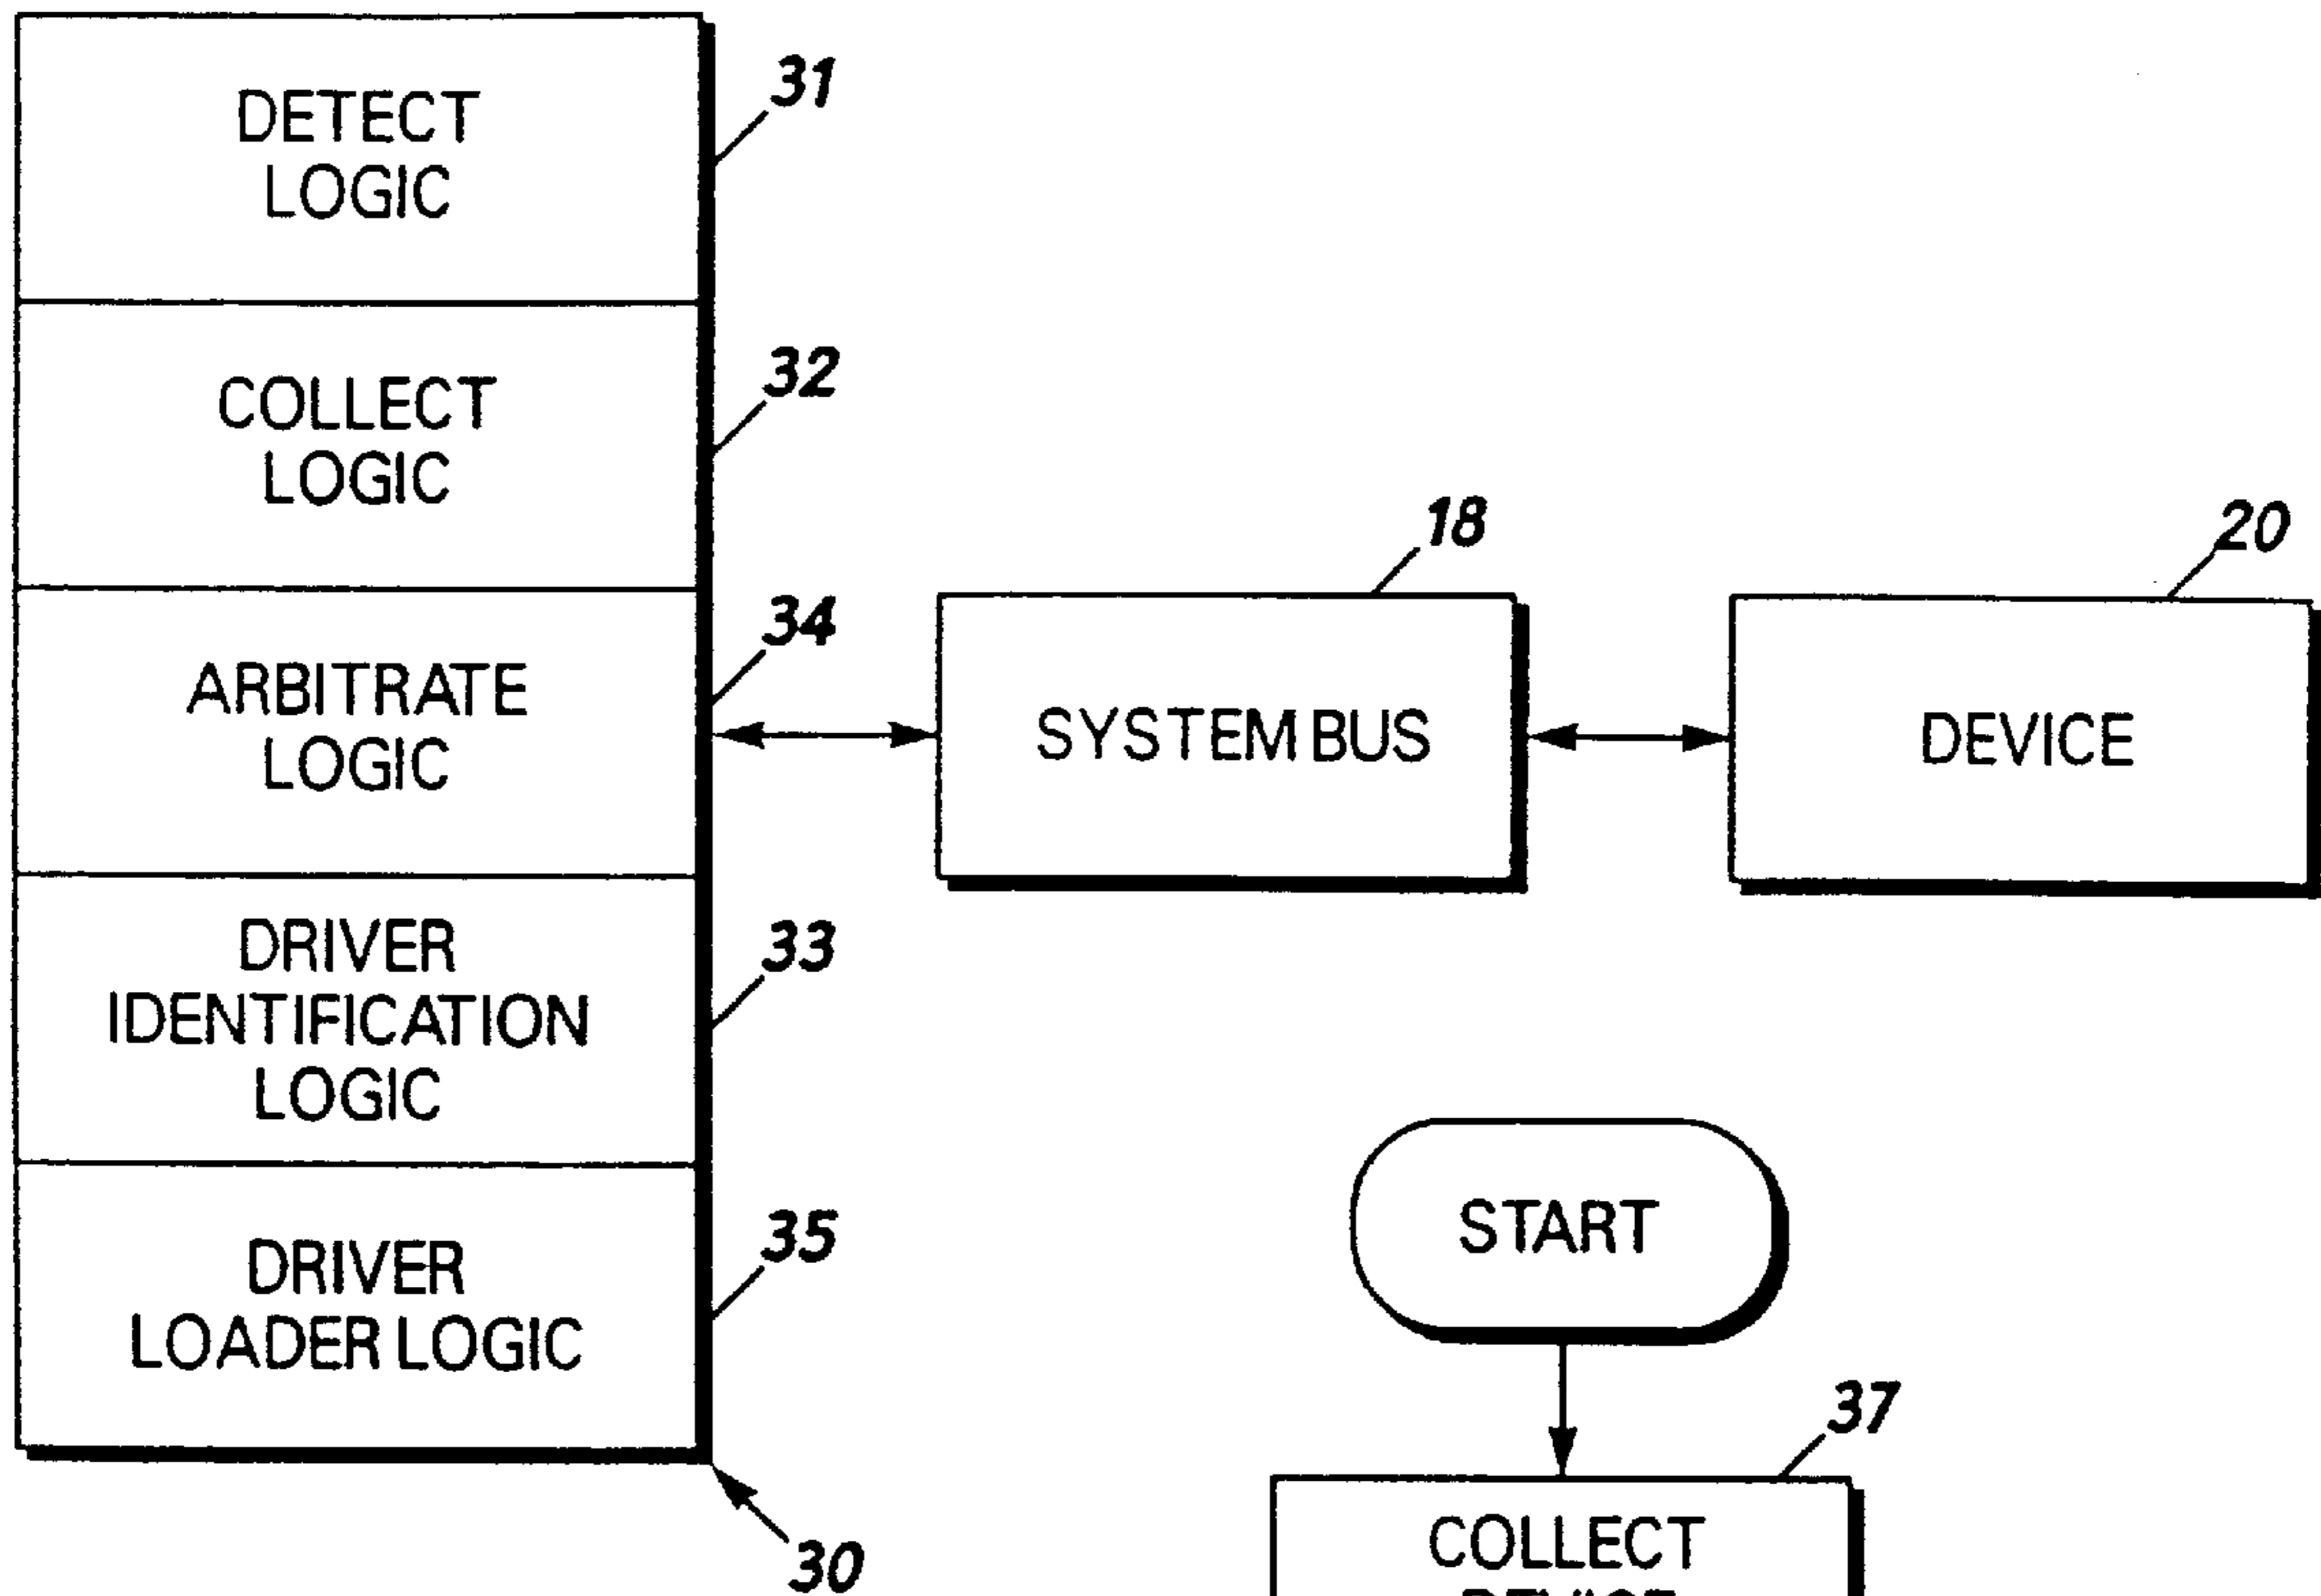 31
DETECT
LOGIC
32
COLLECT
LOGIC
34
ARBITRATE
LOGIC
18
SYSTEM BUS
20
DEVICE
33
DRIVER
IDENTIFICATION
LOGIC
35
DRIVER
LOADER LOGIC
30
START
37
COLLECT